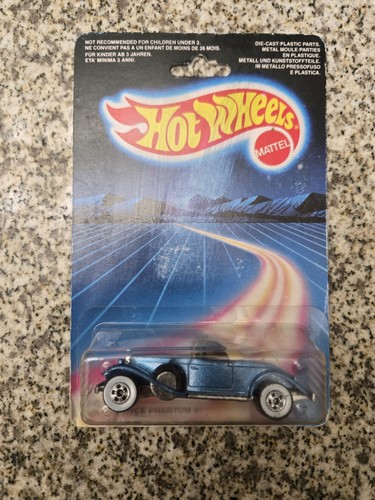 NOT RECOMMENDED FOR CHILDREN UNDER 3.
NE CONVIENT PAS A UN ENFANT DE MOINS DE 36 MOIS.
FÜR KINDER AB 3 JAHREN.
ETA' MINIMA 3 ANNI.
DIE-CAST PLASTIC PARTS.
METAL MOULE·PARTIES
EN PLASTIQUE.
METALL UND KUNSTSTOFFTEILE.
IN METALLO PRESSOFUSO
E PLASTICA.
HOT WHEELS
MATTEL
PHANTOM II